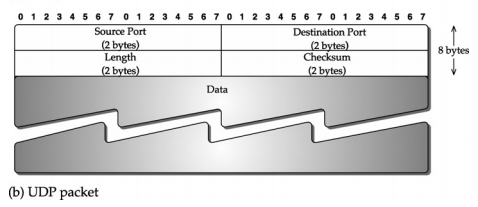 0 1 2 3 4 5 6 7 0 1 2 3 4 5 6 7 0 1 2 3 4 5 6 7 0 1 2 3 4 5 6 7
Source Port
(2 bytes)
Destination Port
(2 bytes)
8 bytes
Length
(2 bytes)
Checksum
(2 bytes)
Data
(b) UDP packet